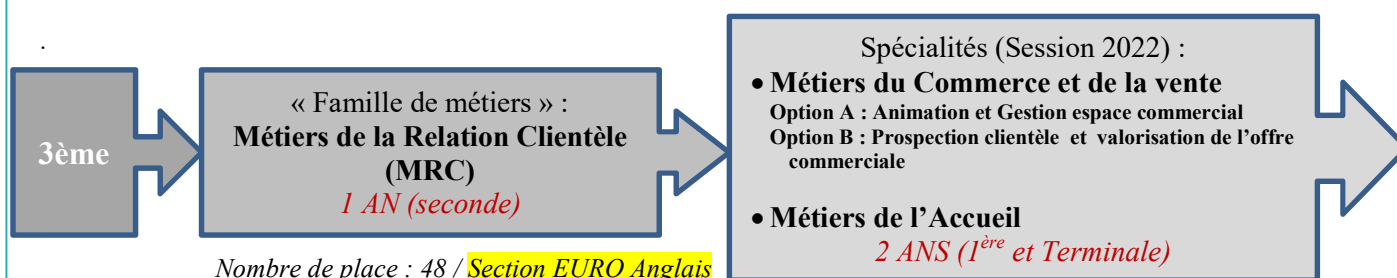 .
3ème
« Famille de métiers » :
Métiers de la Relation Clientèle
(MRC)
1 AN (seconde)
Nombre de place : 48 / Section EURO Anglais
Spécialités (Session 2022) :
• Métiers du Commerce et de la vente
Option A : Animation et Gestion espace commercial
Option B : Prospection clientèle et valorisation de l’offre
commerciale
• Métiers de l’Accueil
2 ANS (1ère et Terminale)